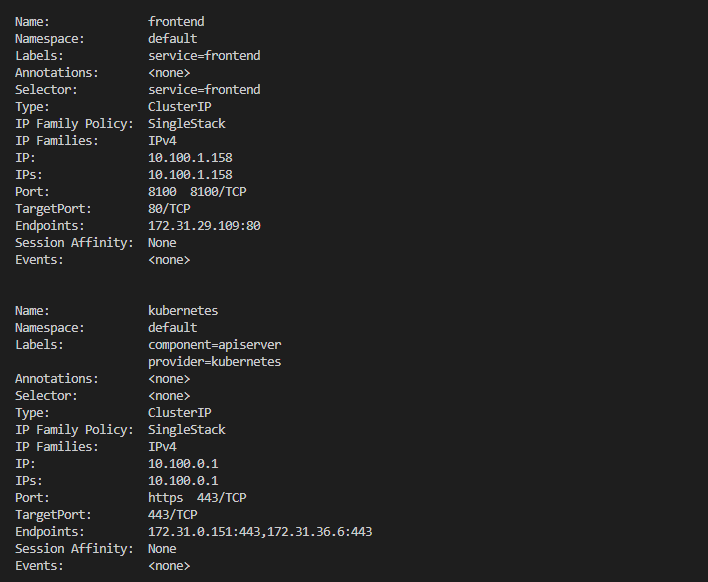 Name:              frontend
Namespace:         default
Labels:            service=frontend
Annotations:       <none>
Selector:          service=frontend
Type:              ClusterIP
IP Family Policy:  SingleStack
IP Families:       IPv4
IP:                10.100.1.158
IPs:               10.100.1.158
Port:              8100  8100/TCP
TargetPort:        80/TCP
Endpoints:         172.31.29.109:80
Session Affinity:  None
Events:            <none>

Name:              kubernetes
Namespace:         default
Labels:            component=apiserver
                   provider=kubernetes
Annotations:       <none>
Selector:          <none>
Type:              ClusterIP
IP Family Policy:  SingleStack
IP Families:       IPv4
IP:                10.100.0.1
IPs:               10.100.0.1
Port:              https  443/TCP
TargetPort:        443/TCP
Endpoints:         172.31.0.151:443,172.31.36.6:443
Session Affinity:  None
Events:            <none>